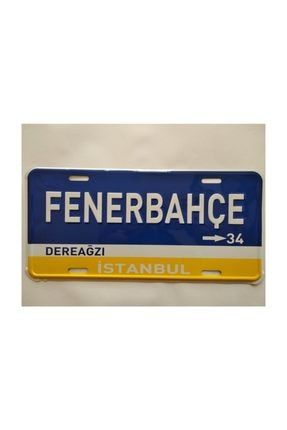 FENERBAHÇE
→34
DEREAĞZI
İSTANBUL